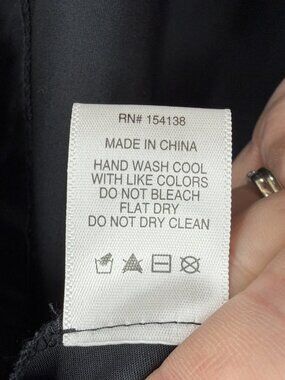 RN# 154138
MADE IN CHINA
HAND WASH COOL
WITH LIKE COLORS
DO NOT BLEACH
FLAT DRY
DO NOT DRY CLEAN